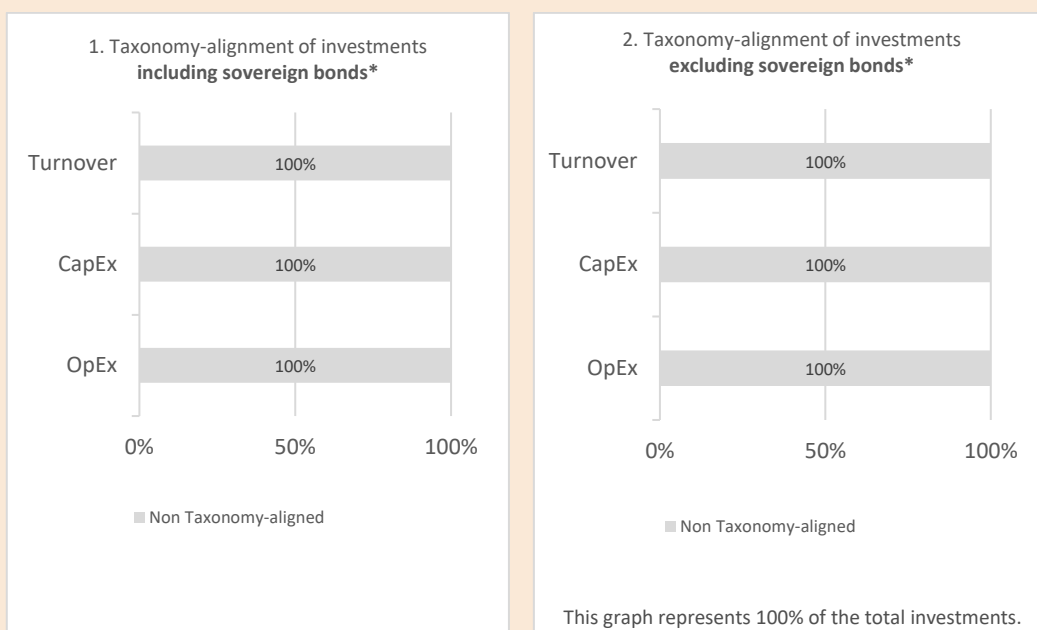 1. Taxonomy-alignment of investments
including sovereign bonds*
Turnover
100%
CapEx
100%
OpEx
100%
0%
50%
100%
Non Taxonomy-aligned
2. Taxonomy-alignment of investments
excluding sovereign bonds*
Turnover
100%
CapEx
100%
OpEx
100%
0%
50%
100%
Non Taxonomy-aligned
This graph represents 100% of the total investments.